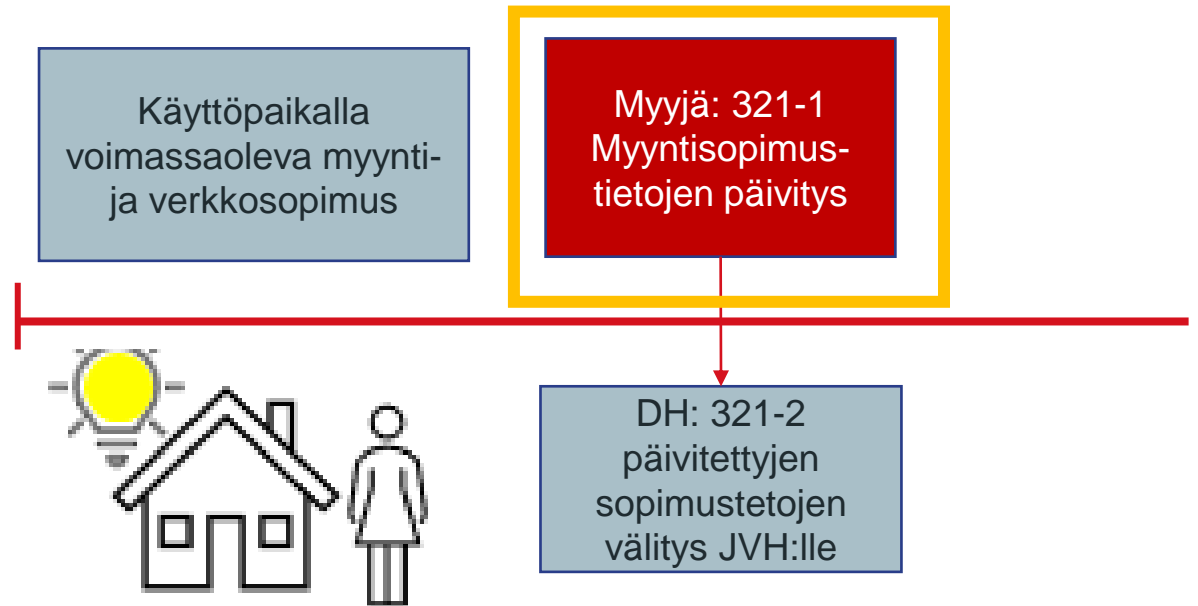 Käyttöpaikalla
voimassaoleva myynti-
ja verkkosopimus
Myyjä: 321-1
Myyntisopimus-
tietojen päivitys
DH: 321-2
päivitettyjen
sopimustetojen
välitys JVH:lle